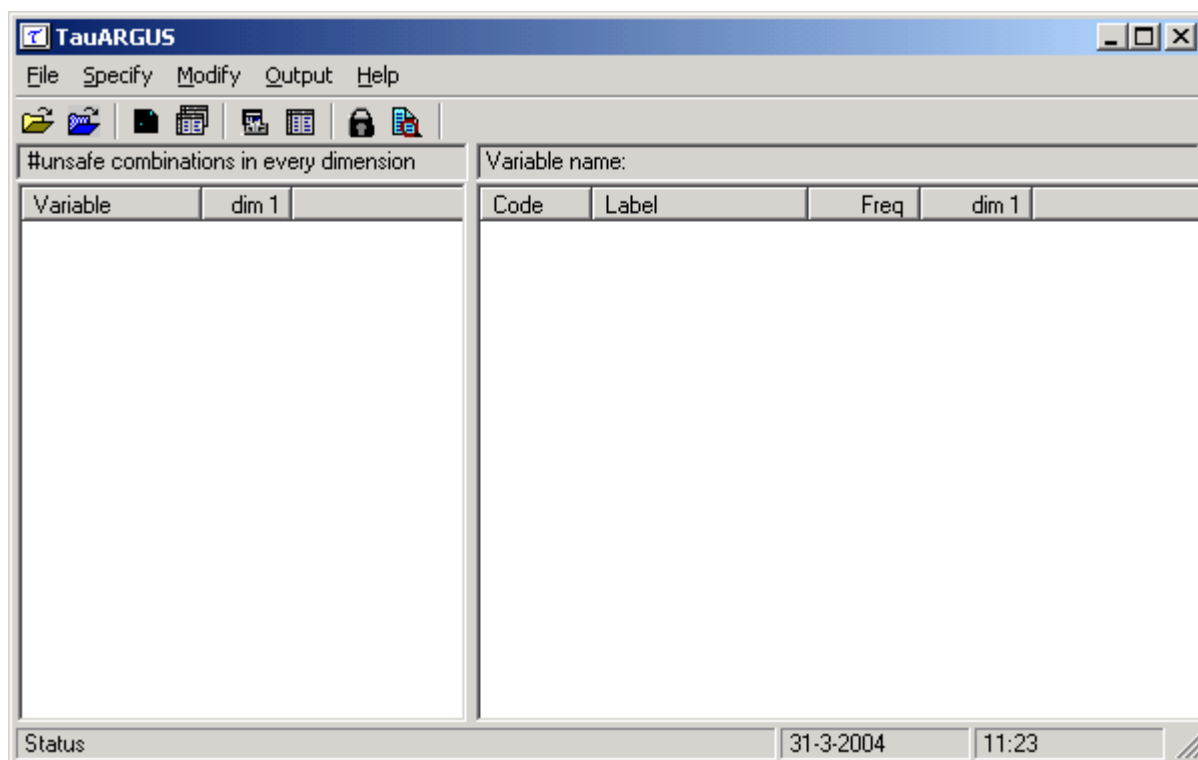 TauARGUS
File Specify Modify Output Help
#unsafe combinations in every dimension Variable name:
Variable dim 1 Code Label Freq dim 1
Status 31-3-2004 11:23